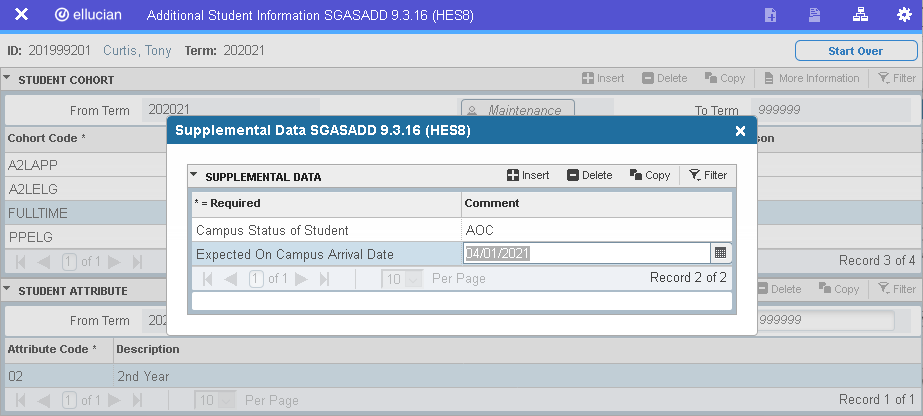 ellucian Additional Student Information SGASADD 9.3.16 (HES8)
ID: 201999201 Curtis, Tony Term: 202021 Start Over
STUDENT COHORT Insert Delete Copy More Information Filter
From Term 202021 Maintenance To Term 999999
Cohort Code * son
A2LAPP
A2LELG
FULLTIME
PPELG
1 of 1 Record 3 of 4
Supplemental Data SGASADD 9.3.16 (HES8)
SUPPLEMENTAL DATA Insert Delete Copy Filter
* = Required Comment
Campus Status of Student AOC
Expected On Campus Arrival Date 04/01/2021
1 of 1 10 Per Page Record 2 of 2
STUDENT ATTRIBUTE Delete Copy Filter
From Term 202 999999
Attribute Code * Description
02 2nd Year
1 of 1 10 Per Page Record 1 of 1